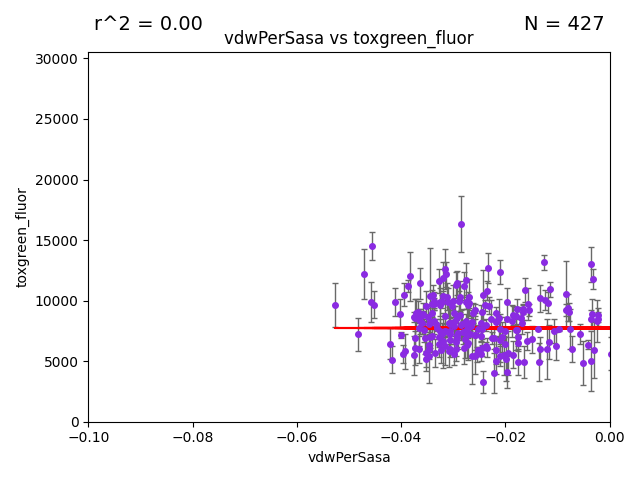 r^2 = 0.00
N = 427
vdwPerSasa vs toxgreen_fluor
30000
25000
20000
15000
10000
5000
0
toxgreen_fluor
−0.10
−0.08
−0.06
−0.04
−0.02
0.00
vdwPerSasa